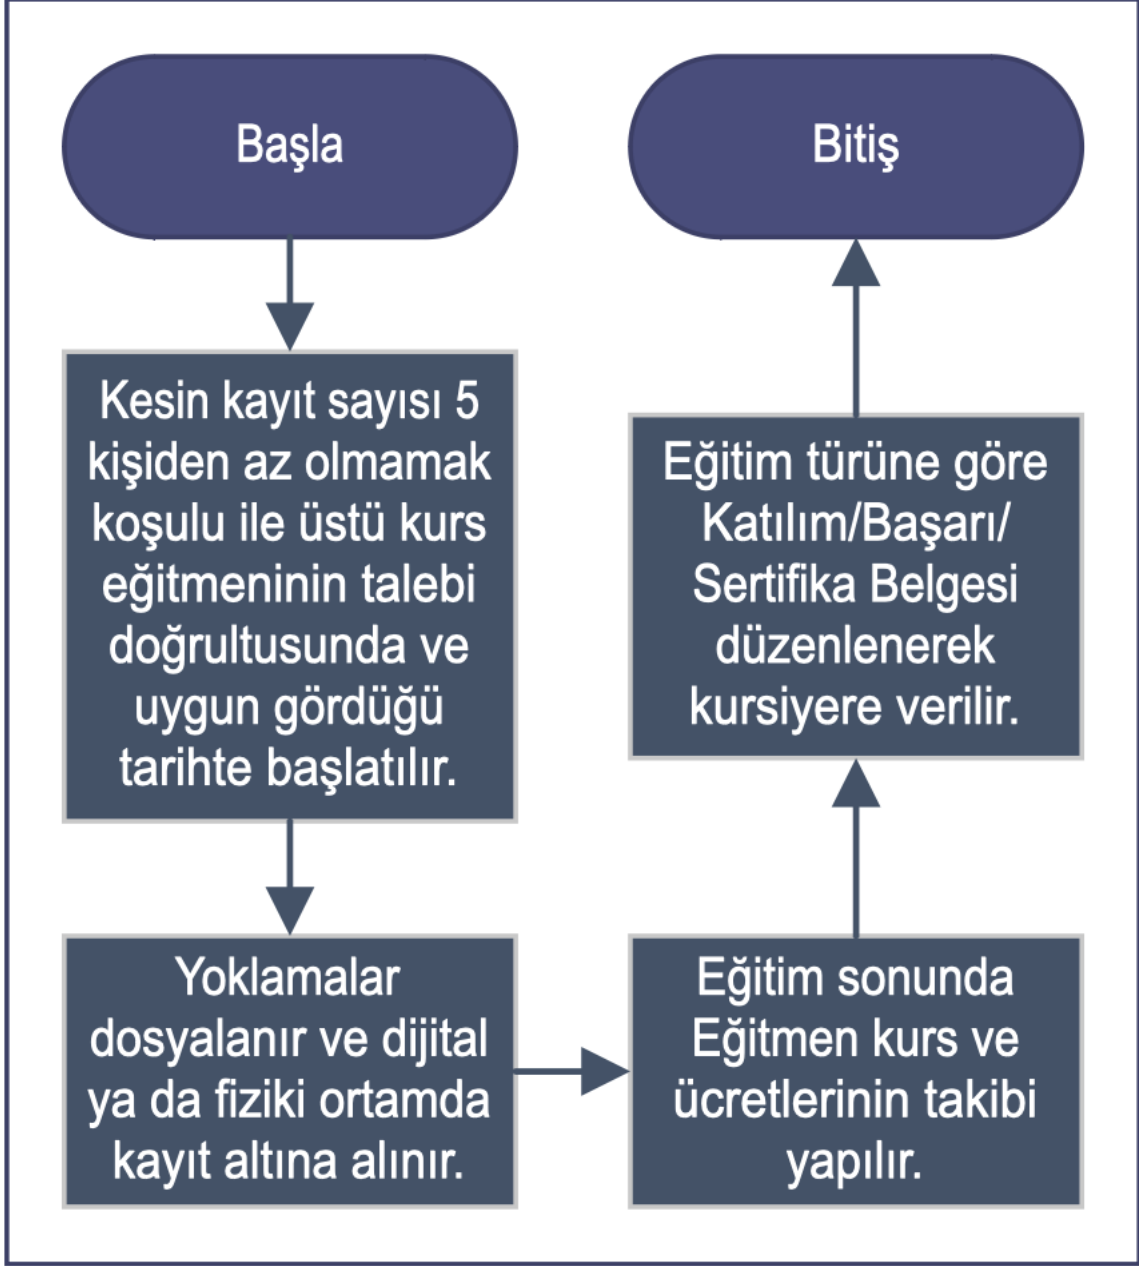 Başla
Kesin kayıt sayısı 5
kişiden az olmamak
koşulu ile üstü kurs
eğitmeninin talebi
doğrultusunda ve
uygun gördüğü
tarihte başlatılır.
Yoklamalar
dosyalanır ve dijital
ya da fiziki ortamda
kayıt altına alınır.
Eğitim sonunda
Eğitmen kurs ve
ücretlerinin takibi
yapılır.
Eğitim türüne göre
Katılım/Başarı/
Sertifika Belgesi
düzenlenerek
kursiyere verilir.
Bitiş